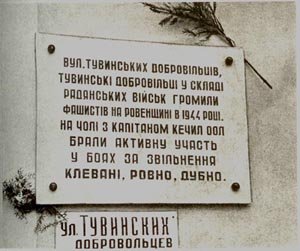 ВУЛ. ТУВИНСЬКИХ ДОБРОВІЛЬЦІВ,
ТУВИНСЬКІ ДОБРОВІЛЬЦІ У СКЛАДІ
РАДАНСЬКИХ ВІЙСЬК ГРОМИЛИ
ФАШИСТІВ НА РОВЕНЩИНІ В 1944 РОЦІ.
НА ЧОЛІ З КАПІТАНОМ КЕЧИЛ ООЛ
БРАЛИ АКТИВНУ УЧАСТЬ
У БОЯХ ЗА ЗВІЛЬНЕННЯ
КЛЕВАНІ, РОВНО, ДУБНО.
УЛ. ТУВИНСКИХ
ДОБРОВОЛЬЦЕВ